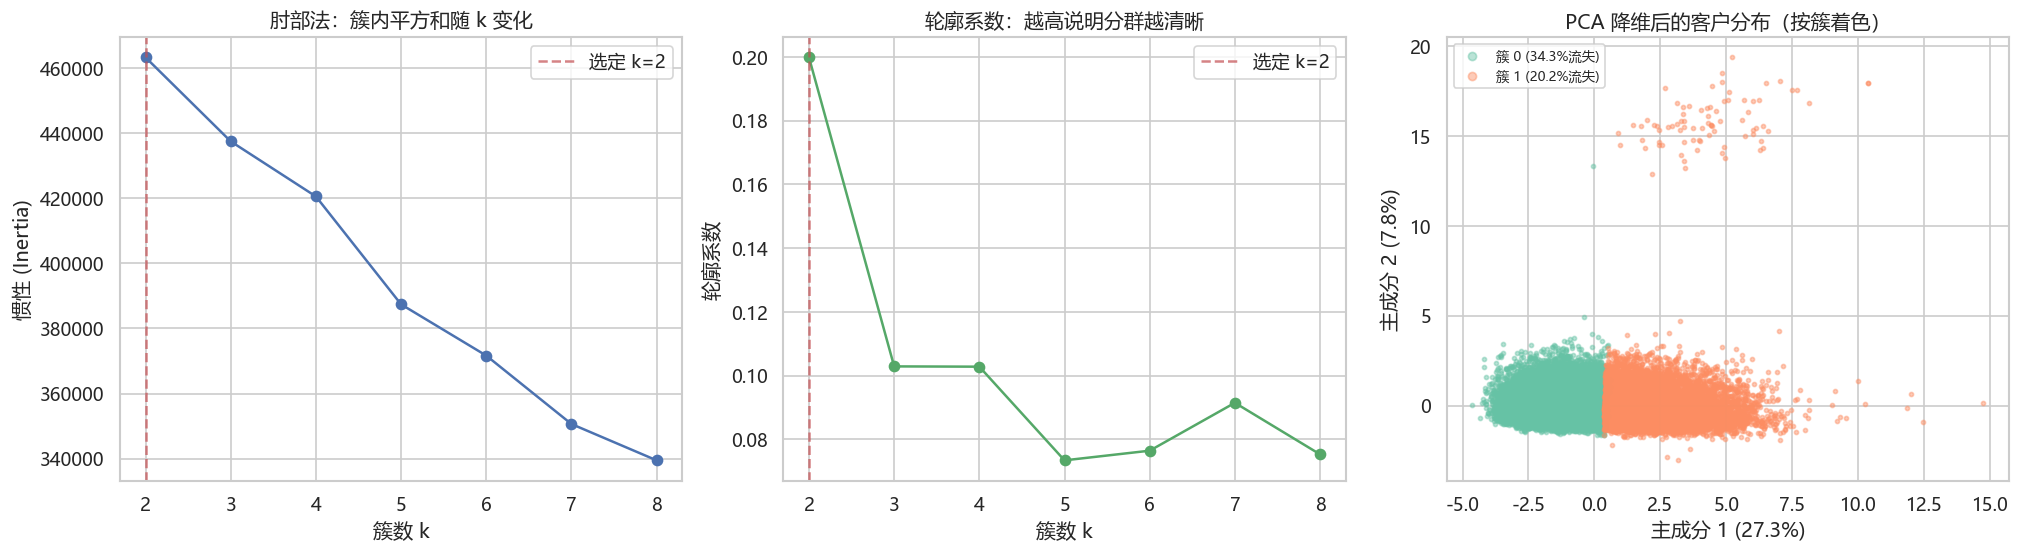 肘部法：簇内平方和随 k 变化
选定 k=2
460000
440000
420000
400000
380000
360000
340000
惯性 (Inertia)
2 3 4 5 6 7 8
簇数 k
轮廓系数：越高说明分群越清晰
选定 k=2
0.20
0.18
0.16
0.14
0.12
0.10
0.08
轮廓系数
2 3 4 5 6 7 8
簇数 k
PCA 降维后的客户分布（按簇着色）
簇 0 (34.3%流失)
簇 1 (20.2%流失)
20
15
10
5
0
主成分 2 (7.8%)
-5.0 -2.5 0.0 2.5 5.0 7.5 10.0 12.5 15.0
主成分 1 (27.3%)